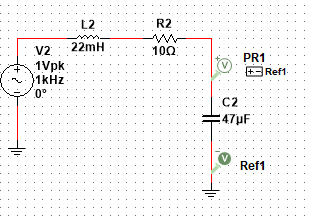 L2
22mH
R2
10Ω
V2
1Vpk
1kHz
0°
V
PR1
Ref1
C2
47µF
V
Ref1